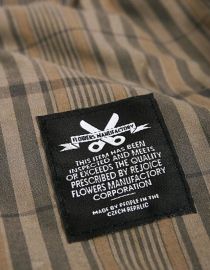 FLOWERS MANUFACTORY
THIS ITEM HAS BEEN
INSPECTED AND MEETS
OR EXCEEDS THE QUALITY
PRESCRIBED BY REJOICE
FLOWERS MANUFACTORY
CORPORATION
MADE BY PEOPLE IN THE
CZECH REPUBLIC